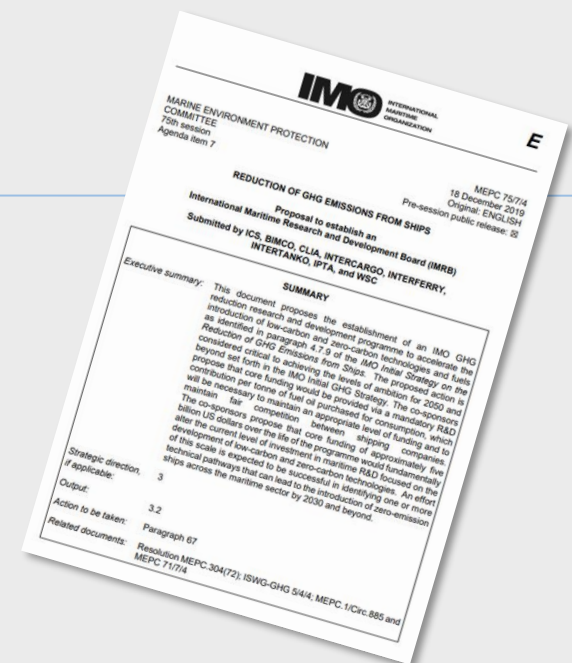 IMO
INTERNATIONAL
MARITIME
ORGANIZATION
E
MARINE ENVIRONMENT PROTECTION
COMMITTEE
75th session
Agenda item 7
MEPC 75/7/4
18 December 2019
Original: ENGLISH
Pre-session public release: ☒
REDUCTION OF GHG EMISSIONS FROM SHIPS
Proposal to establish an
International Maritime Research and Development Board (IMRB)
Submitted by ICS, BIMCO, CLIA, INTERCARGO, INTERFERRY,
INTERTANKO, IPTA, and WSC
SUMMARY
Executive summary: This document proposes the establishment of an IMO GHG
reduction research and development programme to accelerate the
introduction of low-carbon and zero-carbon technologies and fuels
as identified in paragraph 4.7.9 of the IMO Initial Strategy on the
Reduction of GHG Emissions from Ships. The proposed action is
considered critical to achieving the levels of ambition for 2050 and
beyond set forth in the IMO Initial GHG Strategy. The co-sponsors
propose that core funding would be provided via a mandatory R&D
contribution per tonne of fuel oil purchased for consumption, which
will be necessary to maintain an appropriate level of funding and to
maintain fair competition between shipping companies.
The co-sponsors propose that core funding of approximately five
billion US dollars over the life of the programme would fundamentally
alter the current level of investment in maritime R&D focused on the
development of low-carbon and zero-carbon technologies. An effort
of this scale is expected to be successful in identifying one or more
technical pathways that can lead to the introduction of zero-emission
ships across the maritime sector by 2030 and beyond.
Strategic direction,
if applicable: 3
Output: 3.2
Action to be taken: Paragraph 67
Related documents: Resolution MEPC.304(72); ISWG-GHG 5/4/4; MEPC.1/Circ.885 and
MEPC 71/7/4